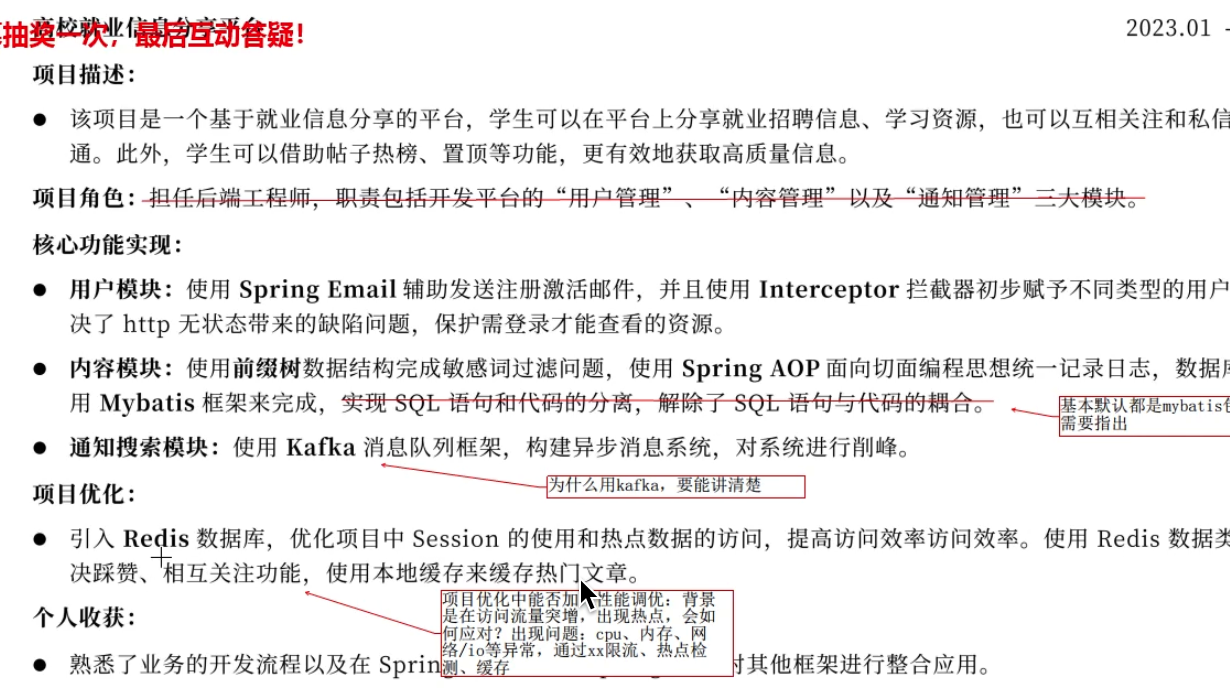 高校就业信息分享平台
抽奖一次，最后互动答疑！
2023.01 -
项目描述：
● 该项目是一个基于就业信息分享的平台，学生可以在平台上分享就业招聘信息、学习资源，也可以互相关注和私信
通。此外，学生可以借助帖子热榜、置顶等功能，更有效地获取高质量信息。
项目角色：担任后端工程师，职责包括开发平台的“用户管理”、“内容管理”以及“通知管理”三大模块。
核心功能实现：
● 用户模块：使用 Spring Email 辅助发送注册激活邮件，并且使用 Interceptor 拦截器初步赋予不同类型的用户
决了 http 无状态带来的缺陷问题，保护需登录才能查看的资源。
● 内容模块：使用前缀树数据结构完成敏感词过滤问题，使用 Spring AOP 面向切面编程思想统一记录日志，数据库
用 Mybatis 框架来完成，实现 SQL 语句和代码的分离，解除了 SQL 语句与代码的耦合。
基本默认都是mybatis
需要指出
● 通知搜索模块：使用 Kafka 消息队列框架，构建异步消息系统，对系统进行削峰。
为什么用kafka，要能讲清楚
项目优化：
● 引入 Redis 数据库，优化项目中 Session 的使用和热点数据的访问，提高访问效率访问效率。使用 Redis 数据类
决踩赞、相互关注功能，使用本地缓存来缓存热门文章。
项目优化中能否加 性能调优：背景
是在访问流量突增，出现热点，会如
何应对？出现问题：cpu、内存、网
络/io等异常，通过xx限流、热点检
测、缓存
个人收获：
● 熟悉了业务的开发流程以及在 Sprin 对其他框架进行整合应用。